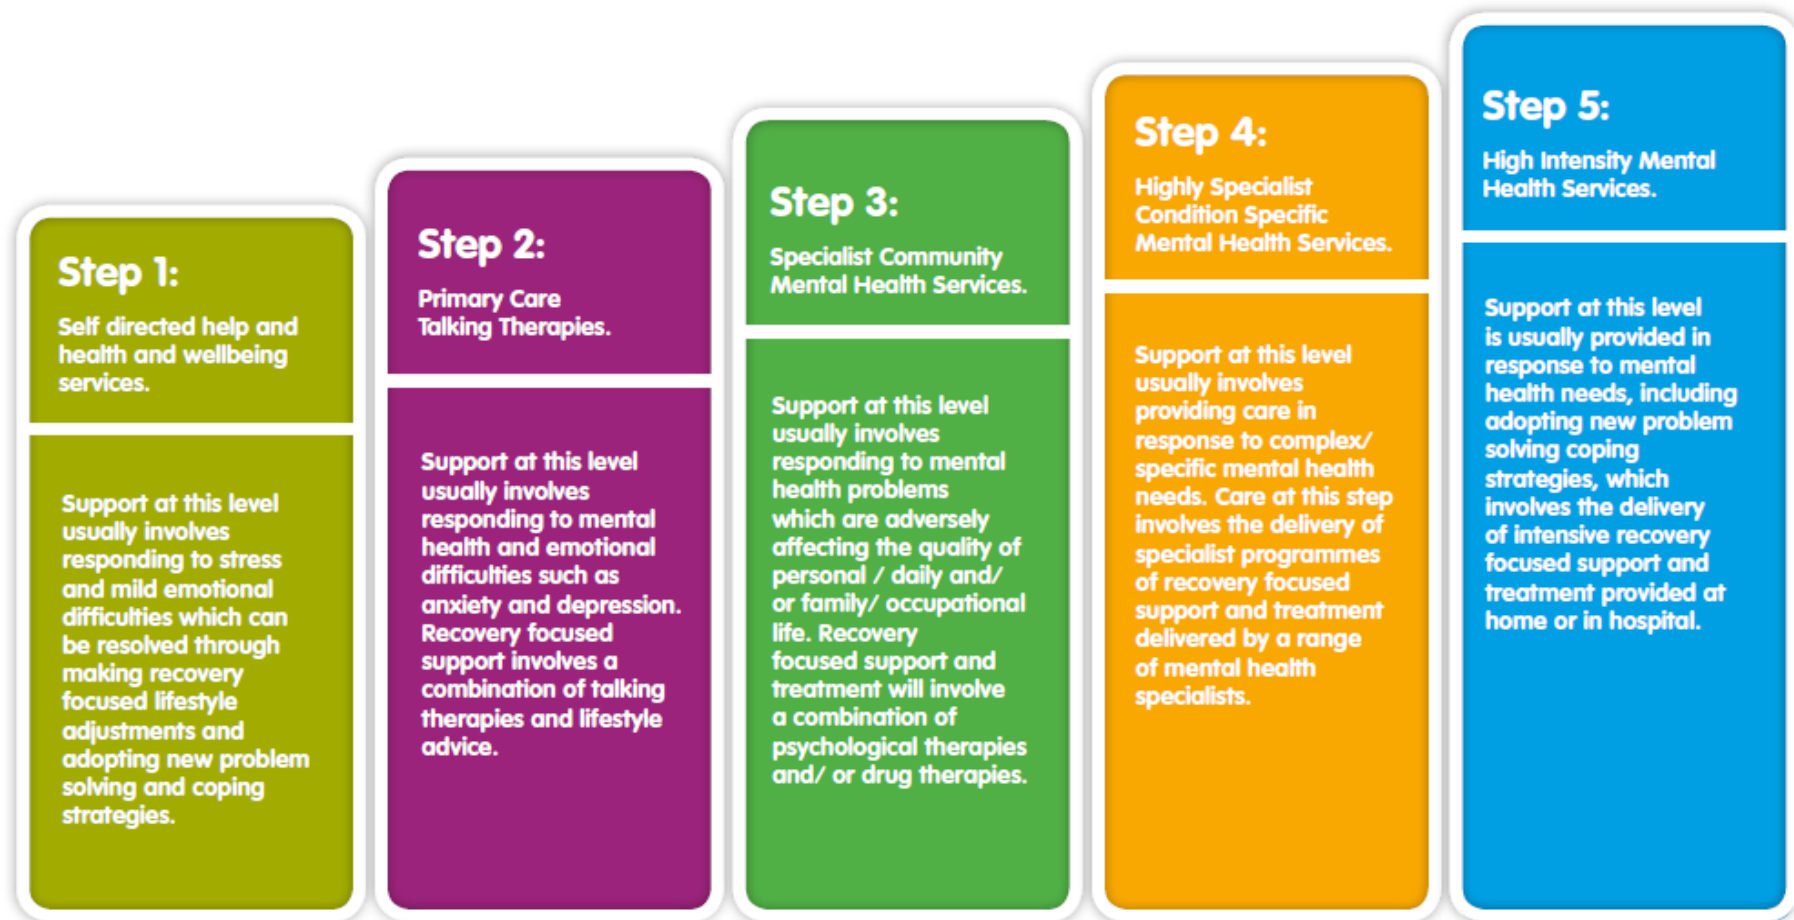 Step 1:
Self directed help and
health and wellbeing
services.
Support at this level
usually involves
responding to stress
and mild emotional
difficulties which can
be resolved through
making recovery
focused lifestyle
adjustments and
adopting new problem
solving and coping
strategies.
Step 2:
Primary Care
Talking Therapies.
Support at this level
usually involves
responding to mental
health and emotional
difficulties such as
anxiety and depression.
Recovery focused
support involves a
combination of talking
therapies and lifestyle
advice.
Step 3:
Specialist Community
Mental Health Services.
Support at this level
usually involves
responding to mental
health problems
which are adversely
affecting the quality of
personal / daily and/
or family/ occupational
life. Recovery
focused support and
treatment will involve
a combination of
psychological therapies
and/ or drug therapies.
Step 4:
Highly Specialist
Condition Specific
Mental Health Services.
Support at this level
usually involves
providing care in
response to complex/
specific mental health
needs. Care at this step
involves the delivery of
specialist programmes
of recovery focused
support and treatment
delivered by a range
of mental health
specialists.
Step 5:
High Intensity Mental
Health Services.
Support at this level
is usually provided in
response to mental
health needs, including
adopting new problem
solving coping
strategies, which
involves the delivery
of intensive recovery
focused support and
treatment provided at
home or in hospital.